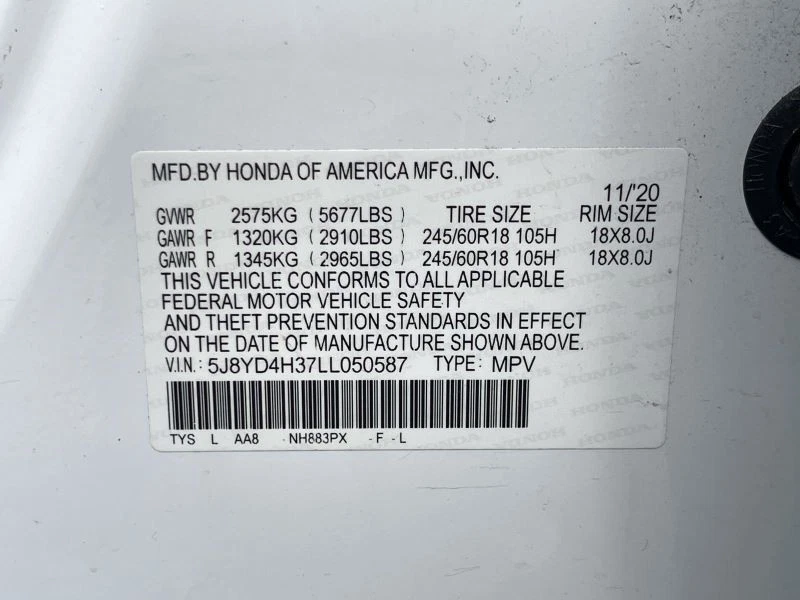 MFD.BY HONDA OF AMERICA MFG.,INC.
11/'20
GVWR 2575KG (5677LBS) TIRE SIZE RIM SIZE
GAWR F 1320KG (2910LBS) 245/60R18 105H 18X8.0J
GAWR R 1345KG (2965LBS) 245/60R18 105H 18X8.0J
THIS VEHICLE CONFORMS TO ALL APPLICABLE
FEDERAL MOTOR VEHICLE SAFETY
AND THEFT PREVENTION STANDARDS IN EFFECT
ON THE DATE OF MANUFACTURE SHOWN ABOVE.
V.I.N.: 5J8YD4H37LL050587 TYPE: MPV
TYS L AA8 -NH883PX -F -L
HONDA